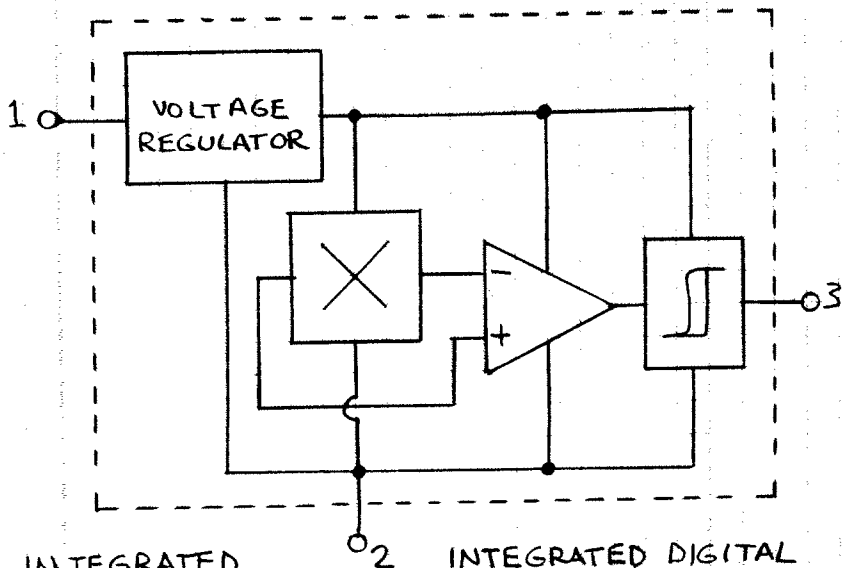 1
VOLTAGE
REGULATOR
−
+
3
2
INTEGRATED
INTEGRATED DIGITAL